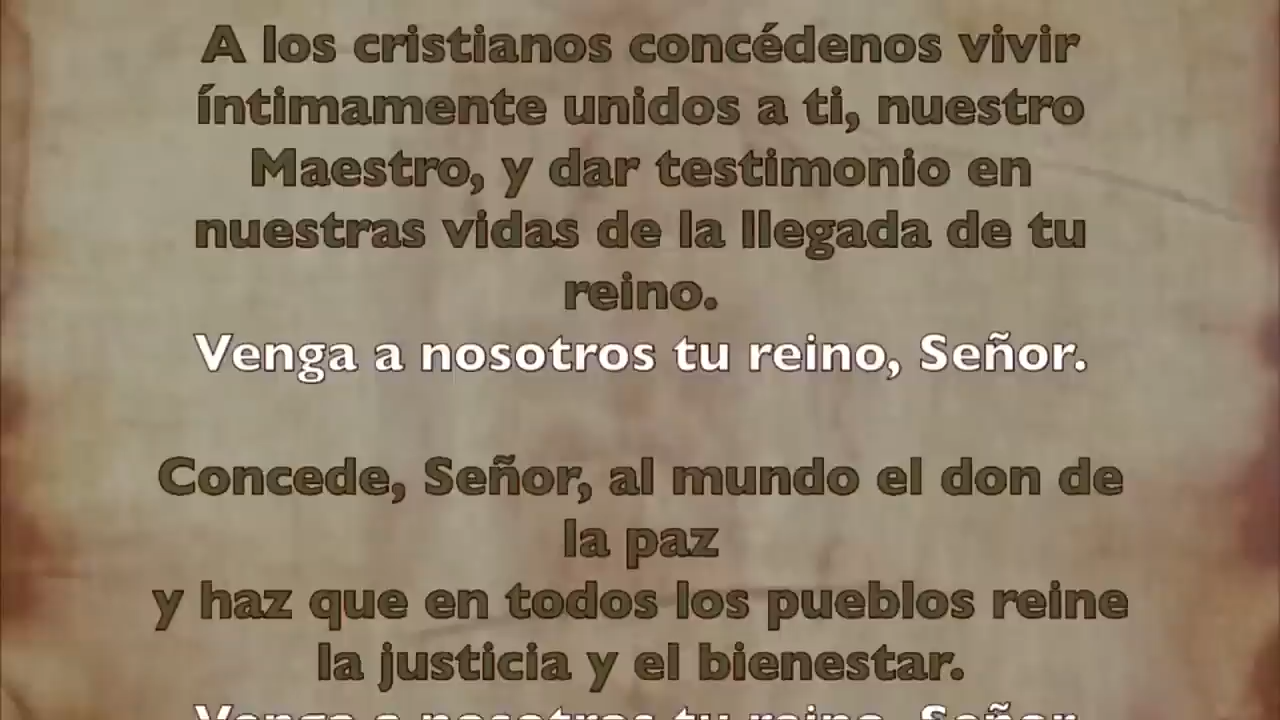 A los cristianos concédenos vivir
íntimamente unidos a ti, nuestro
Maestro, y dar testimonio en
nuestras vidas de la llegada de tu
reino.
Venga a nosotros tu reino, Señor.
Concede, Señor, al mundo el don de
la paz
y haz que en todos los pueblos reine
la justicia y el bienestar.
Venga a nosotros tu reino, Señor.